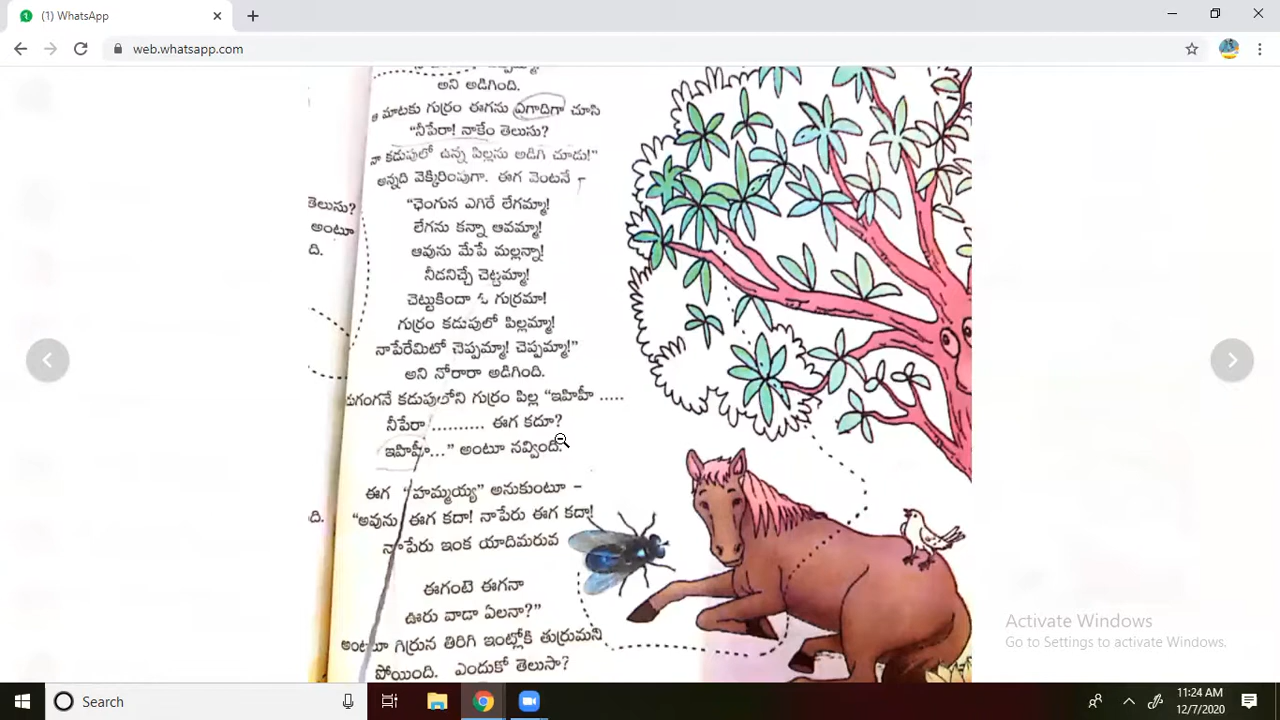 (1) WhatsApp
web.whatsapp.com
అని అడిగింది.
మాటకు గుర్రం ఈగను ఎగాదిగా చూసి
"నీపేరా! నాకేం తెలుసు?
నా కడుపులో ఉన్న పిల్లను అడిగి చూడు!"
అన్నది వెక్కిరింపుగా. ఈగ వెంటనే –
"ఛెంగున ఎగిరే లేగమ్మా!
లేగను కన్నా ఆవమ్మా!
ఆవును మేపే మల్లన్నా!
నీడనిచ్చే చెట్టమ్మా!
చెట్టుకిందా ఓ గుర్రమా!
గుర్రం కడుపులో పిల్లమ్మా!
నాపేరేమిటో చెప్పమ్మా! చెప్పమ్మా!"
అని నోరారా అడిగింది.
కడుపులోని గుర్రం పిల్ల "ఇహిహీ .....
నీపేరా .......... ఈగ కదూ?
ఇహిహీ..." అంటూ నవ్వింది.
ఈగ "హమ్మయ్య" అనుకుంటూ –
"అవును ఈగ కదా! నాపేరు ఈగ కదా!
నాపేరు ఇంక యాదిమరువ
ఈగంటె ఈగనా
ఊరు వాడా ఏలనా?"
అంటూ గిర్రున తిరిగి ఇంట్లోకి తుర్రుమని
పోయింది. ఎందుకో తెలుసా?
తెలుసు?
అంటూ
ది.
ది.
Activate Windows
Go to Settings to activate Windows.
Search
11:24 AM
12/7/2020